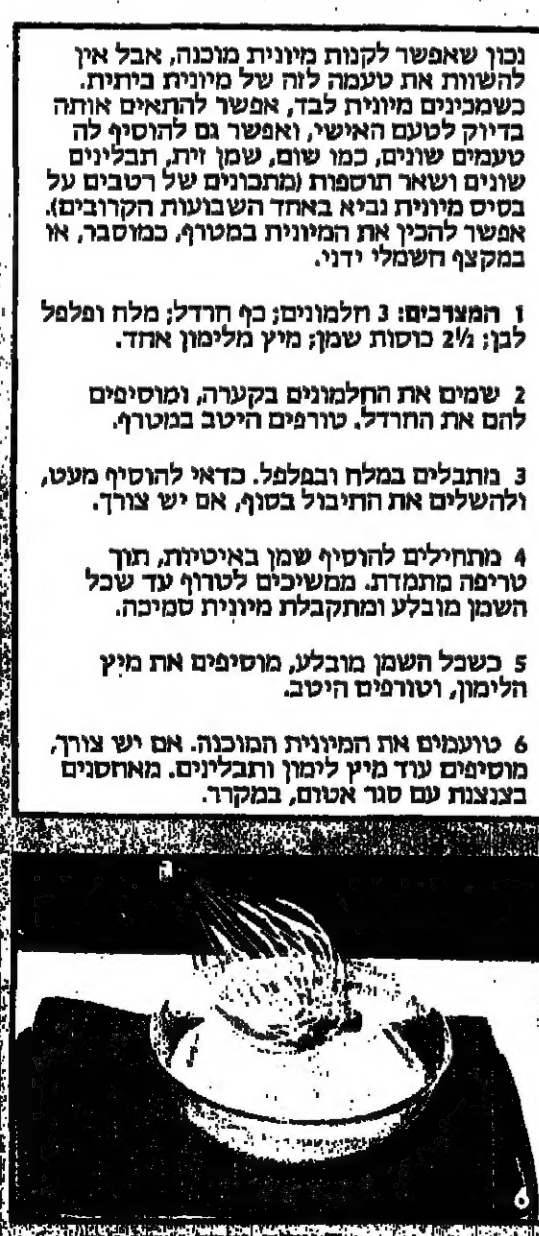 נכון שאפשר לקנות מיונית מוכנה, אבל אין
להשוות את טעמה לזה של מיונית ביתית.
כשמכינים מיונית לבד, אפשר להתאים אותה
בדיוק לטעם האישי, ואפשר גם להוסיף לה
טעמים שונים, כמו שום, שמן זית, תבלינים
שונים ושאר תוספות (מתכונים של רטבים על
בסיס מיונית נביא באחד השבועות הקרובים).
אפשר להכין את המיונית במטרף, כמוסבר, או
במקצף חשמלי ידני.
1 המצרכים: 3 חלמונים; כף חרדל; מלח ופלפל
לבן; 2½ כוסות שמן; מיץ מלימון אחד.
2 שמים את החלמונים בקערה, ומוסיפים
להם את החרדל. טורפים היטב במטרף.
3 מתבלים במלח ובפלפל. כדאי להוסיף מעט,
ולהשלים את התיבול בסוף, אם יש צורך.
4 מתחילים להוסיף שמן באיטיות, תוך
טריפה מתמדת. ממשיכים לטרוף עד שכל
השמן מובלע ומתקבלת מיונית סמיכה.
5 כשכל השמן מובלע, מוסיפים את מיץ
הלימון, וטורפים היטב.
6 טועמים את המיונית המוכנה. אם יש צורך,
מוסיפים עוד מיץ לימון ותבלינים. מאחסנים
בצנצנת עם סגר אטום, במקרר.
6